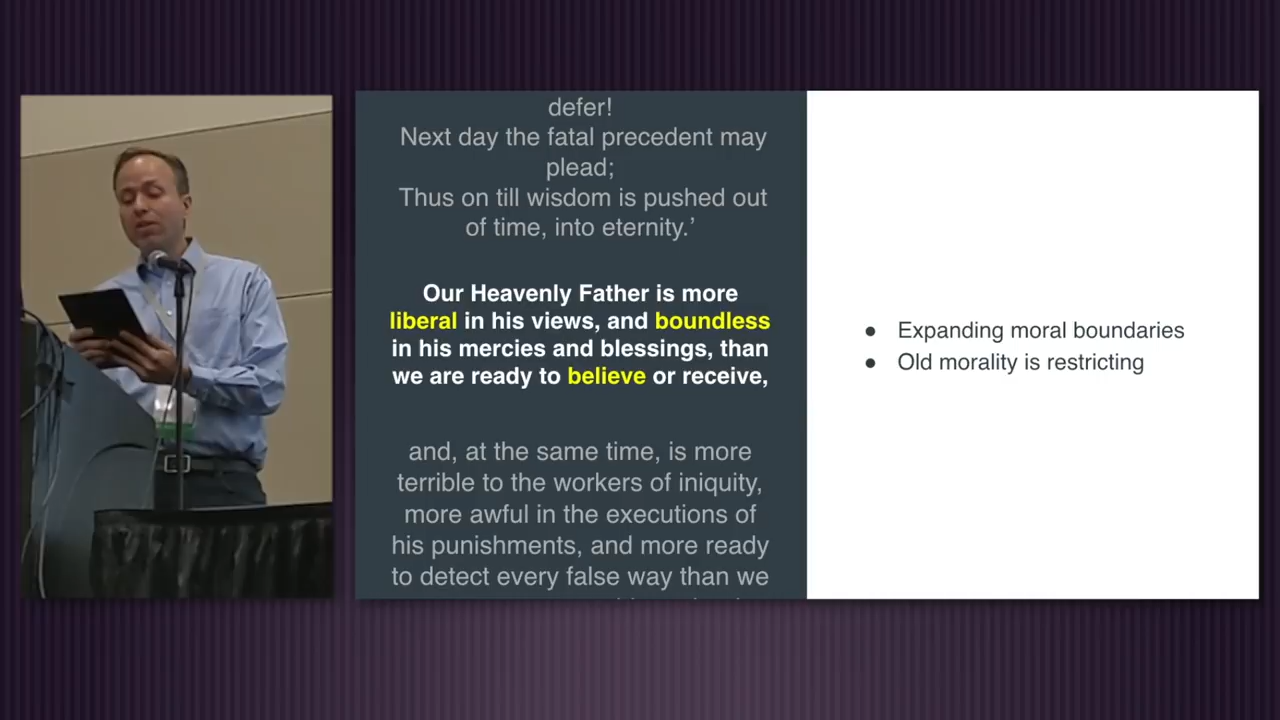 defer!
Next day the fatal precedent may
plead;
Thus on till wisdom is pushed out
of time, into eternity.’
Our Heavenly Father is more
liberal in his views, and boundless
in his mercies and blessings, than
we are ready to believe or receive,
and, at the same time, is more
terrible to the workers of iniquity,
more awful in the executions of
his punishments, and more ready
to detect every false way than we
● Expanding moral boundaries
● Old morality is restricting